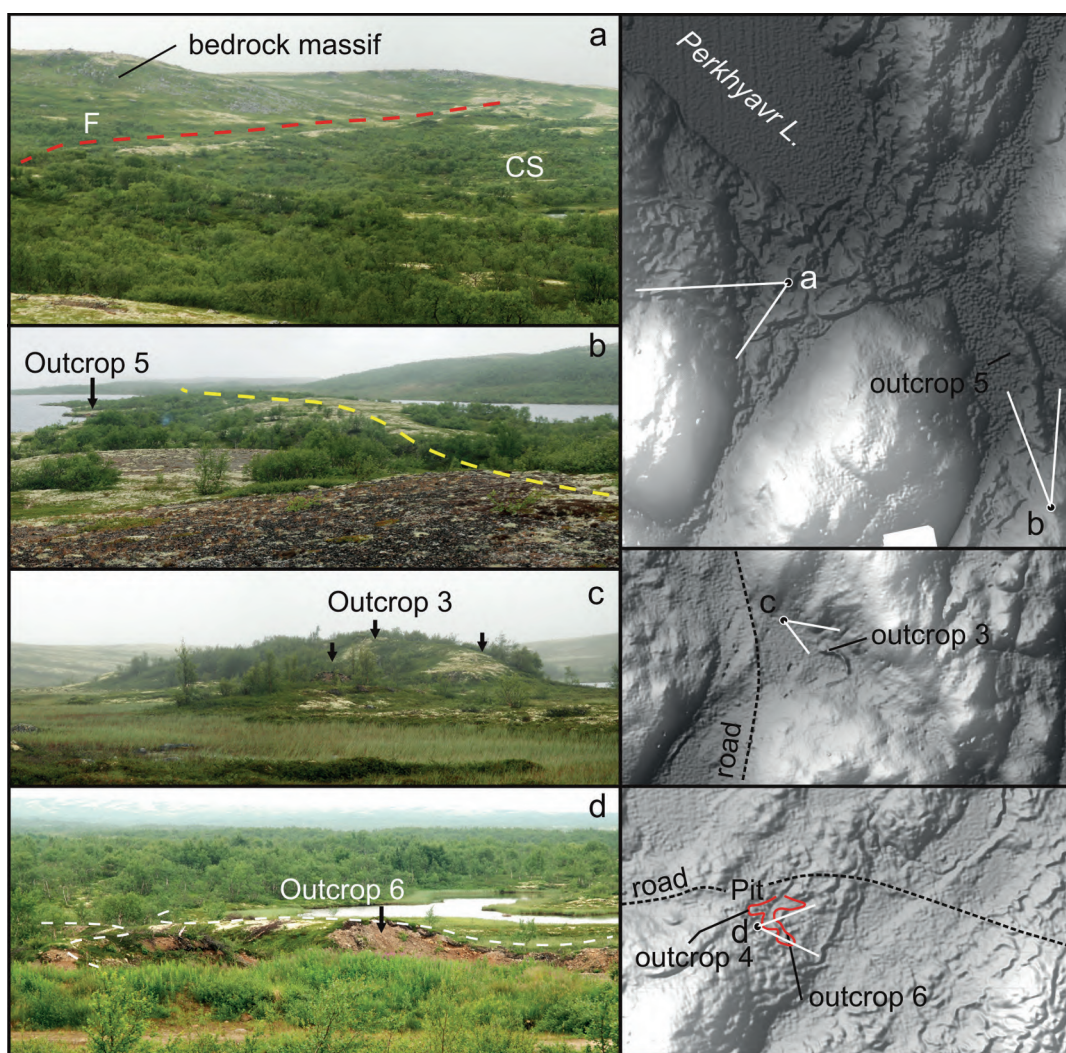 bedrock massif
a
F
CS
Outcrop 5
b
Outcrop 3
c
d
Outcrop 6
Perkhyavr L.
a
outcrop 5
b
c
outcrop 3
road
road
Pit
d
outcrop 4
outcrop 6